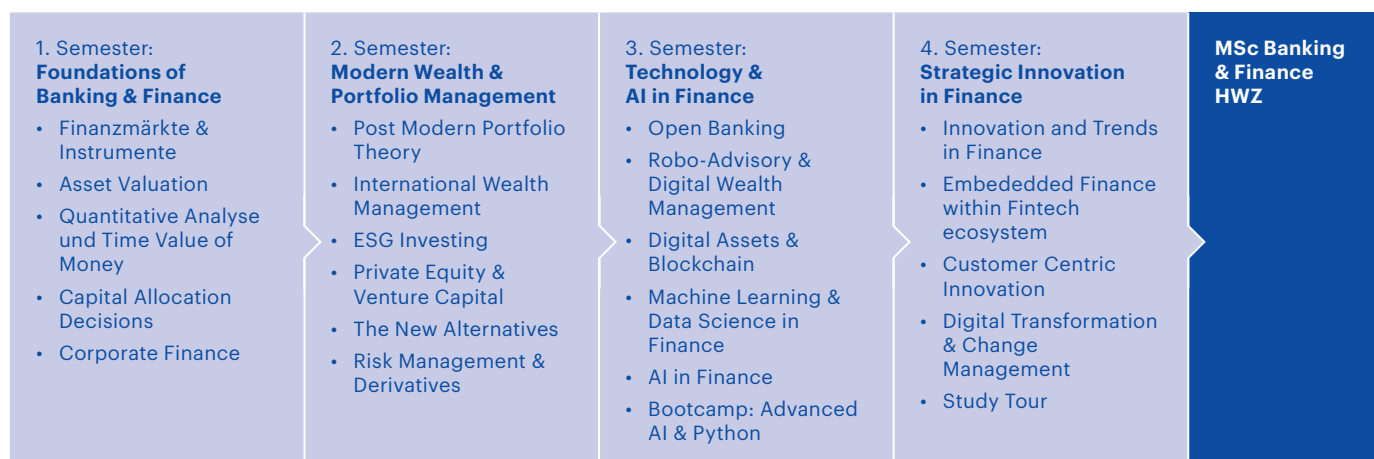 1. Semester:
Foundations of
Banking & Finance
• Finanzmärkte &
Instrumente
• Asset Valuation
• Quantitative Analyse
und Time Value of
Money
• Capital Allocation
Decisions
• Corporate Finance
2. Semester:
Modern Wealth &
Portfolio Management
• Post Modern Portfolio
Theory
• International Wealth
Management
• ESG Investing
• Private Equity &
Venture Capital
• The New Alternatives
• Risk Management &
Derivatives
3. Semester:
Technology &
AI in Finance
• Open Banking
• Robo-Advisory &
Digital Wealth
Management
• Digital Assets &
Blockchain
• Machine Learning &
Data Science in
Finance
• AI in Finance
• Bootcamp: Advanced
AI & Python
4. Semester:
Strategic Innovation
in Finance
• Innovation and Trends
in Finance
• Embededded Finance
within Fintech
ecosystem
• Customer Centric
Innovation
• Digital Transformation
& Change
Management
• Study Tour
MSc Banking
& Finance
HWZ